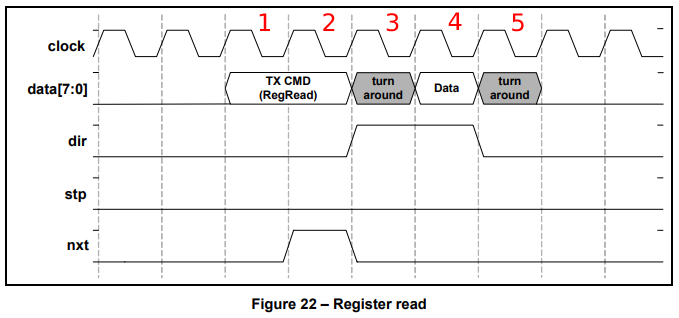 1 2 3 4 5
clock
data[7:0]
TX CMD
(RegRead)
turn
around
Data
turn
around
dir
stp
nxt
Figure 22 – Register read